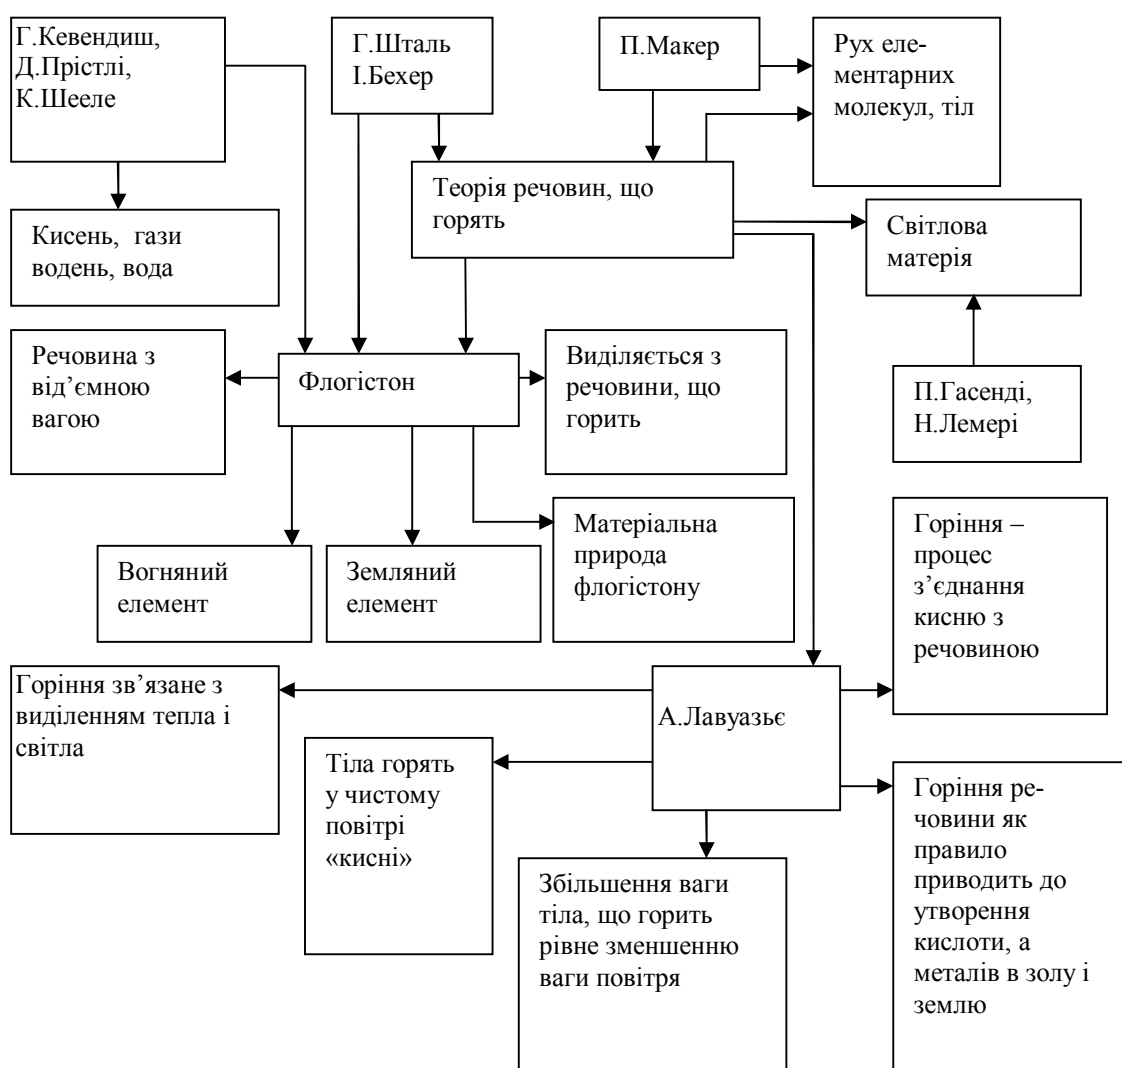 Г.Кевендиш,
Д.Прістлі,
К.Шееле
Г.Шталь
І.Бехер
П.Макер
Рух еле-
ментарних
молекул, тіл
Теорія речовин, що
горять
Кисень, гази
водень, вода
Світлова
матерія
Речовина з
від’ємною
вагою
Флогістон
Виділяється з
речовини, що
горить
П.Гасенді,
Н.Лемері
Вогняний
елемент
Земляний
елемент
Матеріальна
природа
флогістону
Горіння –
процес
з’єднання
кисню з
речовиною
Горіння зв’язане з
виділенням тепла і
світла
А.Лавуазьє
Тіла горять
у чистому
повітрі
«кисні»
Збільшення ваги
тіла, що горить
рівне зменшенню
ваги повітря
Горіння ре-
човини як
правило
приводить до
утворення
кислоти, а
металів в золу і
землю